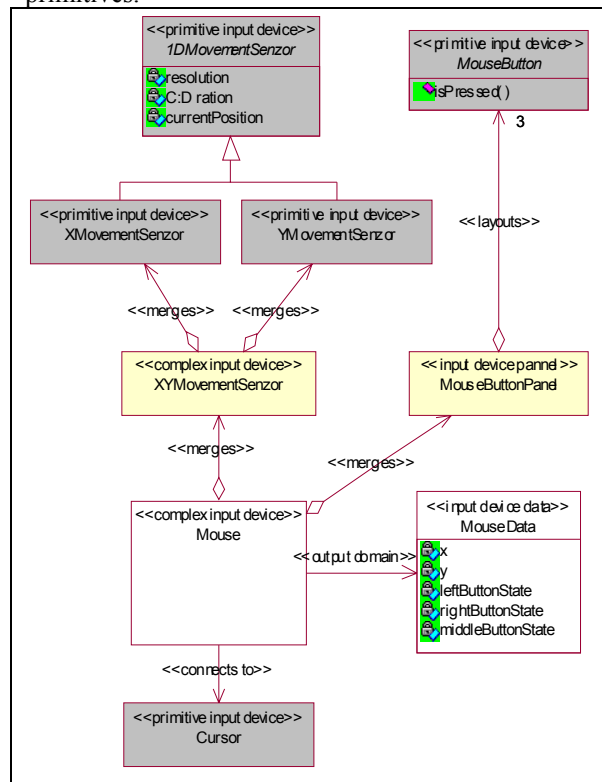 primitives.
<<primitive input device>>
1DMovementSenzor
resolution
C:D ration
currentPosition
<<primitive input device>>
MouseButton
isPressed( )
3
<<primitive input device>>
XMovementSenzor
<<primitive input device>>
YMovementSenzor
<<layouts>>
<<merges>>
<<merges>>
<<complex input device>>
XYMovementSenzor
<<input device pannel>>
MouseButtonPanel
<<merges>>
<<merges>>
<<complex input device>>
Mouse
<<output domain>>
<<input device data>>
MouseData
x
y
leftButtonState
rightButtonState
middleButtonState
<<connects to>>
<<primitive input device>>
Cursor